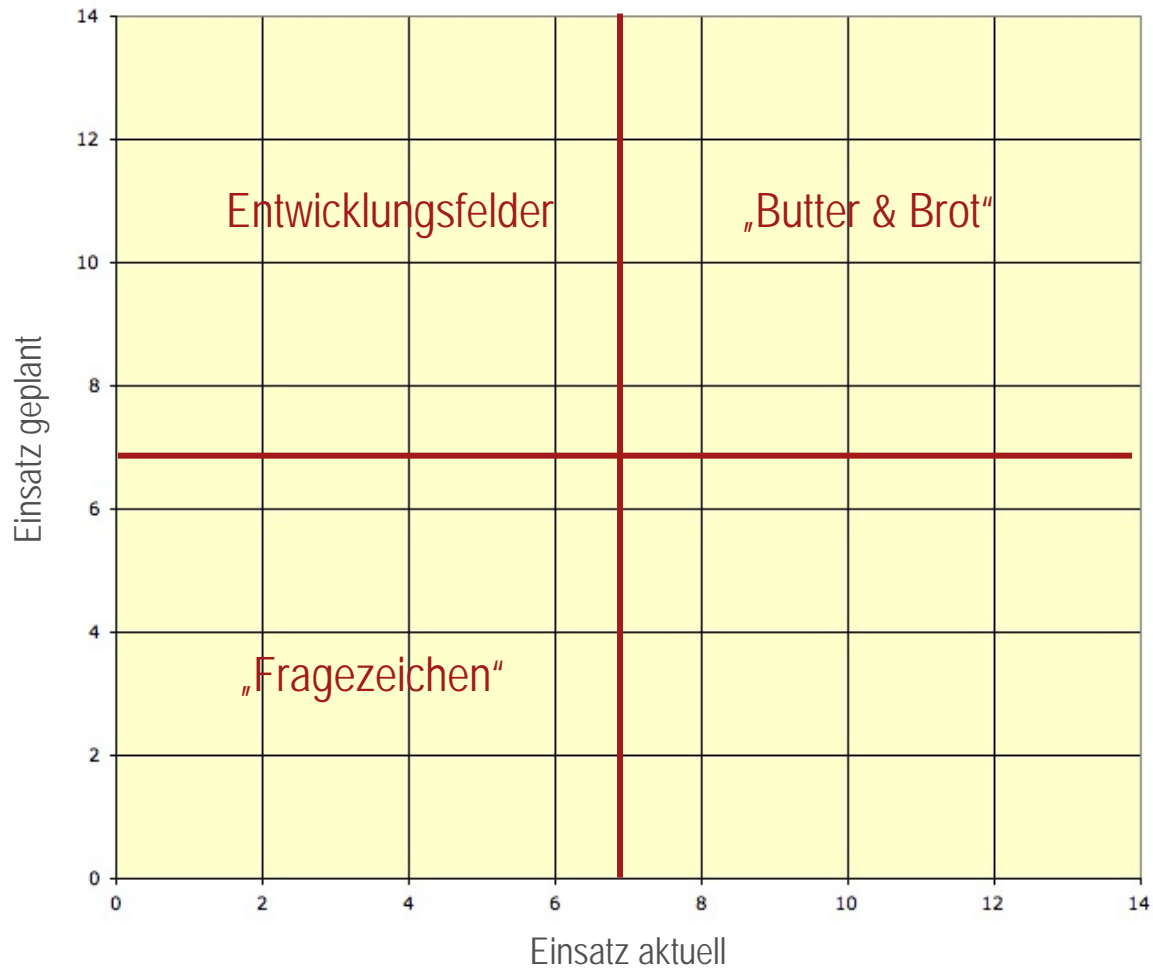 14
12
Entwicklungsfelder
„Butter & Brot“
10
Einsatz geplant
8
6
4
„Fragezeichen“
2
0
0 2 4 6 8 10 12 14
Einsatz aktuell